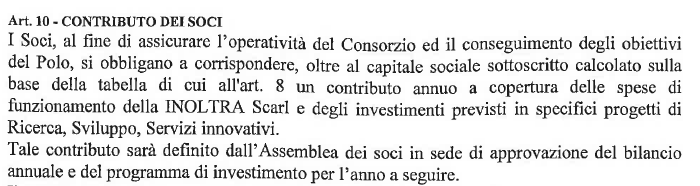 Art. 10 - CONTRIBUTO DEI SOCI
I Soci, al fine di assicurare l'operatività del Consorzio ed il conseguimento degli obiettivi
del Polo, si obbligano a corrispondere, oltre al capitale sociale sottoscritto calcolato sulla
base della tabella di cui all'art. 8 un contributo annuo a copertura delle spese di
funzionamento della INOLTRA Scarl e degli investimenti previsti in specifici progetti di
Ricerca, Sviluppo, Servizi innovativi.
Tale contributo sarà definito dall'Assemblea dei soci in sede di approvazione del bilancio
annuale e del programma di investimento per l'anno a seguire.